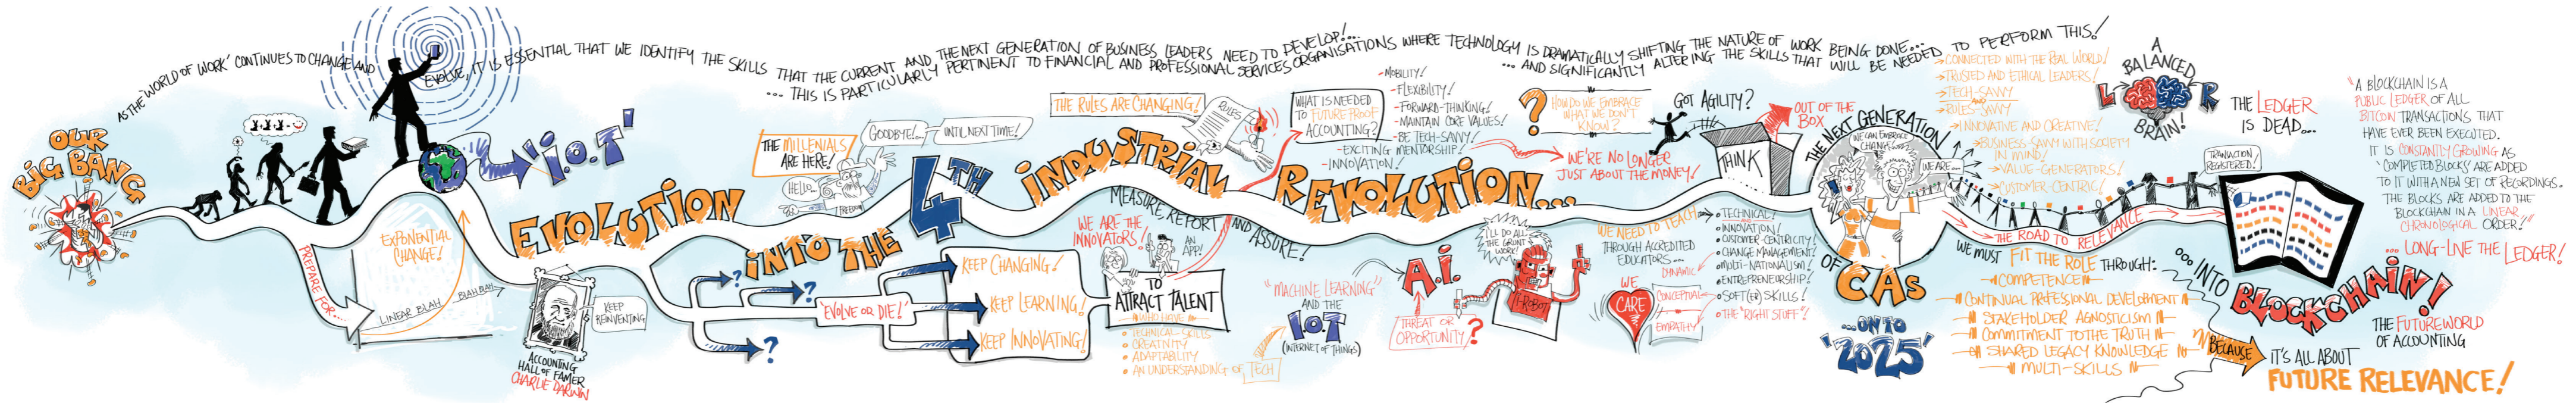 OUR
BIG BANG
AS THE 'WORLD OF WORK' CONTINUES TO CHANGE AND
EVOLVE, IT IS ESSENTIAL THAT WE IDENTIFY THE SKILLS THAT THE CURRENT AND THE NEXT GENERATION OF BUSINESS LEADERS NEED TO DEVELOP!...
... THIS IS PARTICULARLY PERTINENT TO FINANCIAL AND PROFESSIONAL SERVICES ORGANISATIONS WHERE TECHNOLOGY IS DRAMATICALLY SHIFTING THE NATURE OF WORK BEING DONE...
... AND SIGNIFICANTLY ALTERING THE SKILLS THAT WILL BE NEEDED TO PERFORM THIS!
'I.O.T'
PREPARE FOR...
EXPONENTIAL
CHANGE!
LINEAR BLAH BLAH BLAH
EVOLUTION
INTO THE
4TH
INDUSTRIAL
REVOLUTION...
KEEP
REINVENTING
ACCOUNTING
HALL OF FAMER
CHARLIE DARWIN
THE MILLENIALS
ARE HERE!
GOODBYE!...
UNTIL NEXT TIME!
HELLO...
?
?
?
'EVOLVE OR DIE!'
KEEP CHANGING!
KEEP LEARNING!
KEEP INNOVATING!
THE RULES ARE CHANGING!
RULES
MEASURE, REPORT AND ASSURE!
WE ARE THE
INNOVATORS.
AN
APP!
TO
ATTRACT TALENT
WHO HAVE
TECHNICAL SKILLS
CREATIVITY
ADAPTABILITY
AN UNDERSTANDING OF TECH
WHAT IS NEEDED
TO FUTURE PROOF
ACCOUNTING?
- MOBILITY!
- FLEXIBILITY!
- FORWARD-THINKING!
- MAINTAIN CORE VALUES!
- BE TECH-SAVVY!
- EXCITING MENTORSHIP!
- INNOVATION!
"MACHINE LEARNING"
AND THE
I.O.T
(INTERNET OF THINGS)
A.I.
THREAT OR
OPPORTUNITY?
I'LL DO ALL
THE GRUNT
WORK!
I-ROBOT
? HOW DO WE EMBRACE
WHAT WE DON'T
KNOW?
WE'RE NO LONGER
JUST ABOUT THE MONEY!
GOT AGILITY?
OUT OF THE
BOX
THINK
WE NEED TO TEACH
THROUGH ACCREDITED
EDUCATORS...
DYNAMIC
TECHNICAL!
INNOVATION!
CUSTOMER-CENTRICITY!
CHANGE MANAGEMENT!
MULTI-NATIONALISM!
ENTREPRENEURSHIP!
SOFT(ER) SKILLS!
THE "RIGHT STUFF"!
WE
CARE
CONCEPTUAL
EMPATHY
THE NEXT GENERATION
WE CAN EMBRACE
CHANGE
WE ARE...
OF
CAs
...ON TO
'2025'
CONNECTED WITH THE REAL WORLD!
TRUSTED AND ETHICAL LEADERS!
TECH-SAVVY
AND
RULES-SAVVY
INNOVATIVE AND CREATIVE!
BUSINESS-SAVVY WITH SOCIETY
IN MIND!
VALUE-GENERATORS!
CUSTOMER-CENTRIC!
L R
A
BALANCED
BRAIN!
THE ROAD TO RELEVANCE
WE MUST FIT THE ROLE THROUGH:
COMPETENCE
CONTINUAL PROFESSIONAL DEVELOPMENT
STAKEHOLDER AGNOSTICISM
COMMITMENT TO THE TRUTH
SHARED LEGACY KNOWLEDGE
MULTI-SKILLS
THE LEDGER
IS DEAD...
TRANSACTION
REGISTERED!
"A BLOCKCHAIN IS A
PUBLIC LEDGER OF ALL
BITCOIN TRANSACTIONS THAT
HAVE EVER BEEN EXECUTED.
IT IS CONSTANTLY GROWING AS
'COMPLETED BLOCKS' ARE ADDED
TO IT WITH A NEW SET OF RECORDINGS.
THE BLOCKS ARE ADDED TO THE
BLOCKCHAIN IN A LINEAR
CHRONOLOGICAL ORDER!"
... LONG-LIVE THE LEDGER!
INTO
BLOCKCHAIN!
THE FUTURE WORLD
OF ACCOUNTING
BECAUSE
IT'S ALL ABOUT
FUTURE RELEVANCE!